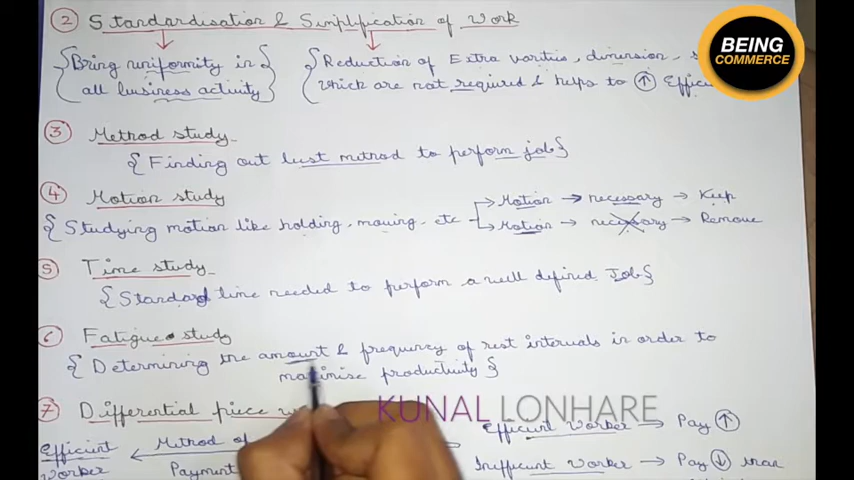 BEING
COMMERCE
② Standardisation & Simplification of work
{Bring uniformity in
all business activity}
{Reduction of Extra varities, dimension,
which are not required & helps to ↑
③ Method study
{Finding out best method to perform job}
④ Motion study
{Studying motion like holding, moving, etc
→ Motion → necessary → Keep
→ Motion → necessary → Remove
⑤ Time study
{Standard time needed to perform a well defined Job}
⑥ Fatigue study
{Determining the amount & frequency of rest intervals in order to
maximise productivity}
⑦ Differential piece
KUNAL LONHARE
Efficient
worker
Method of
Payment
Efficient worker → Pay ↑
Inefficient worker → Pay ↓ than